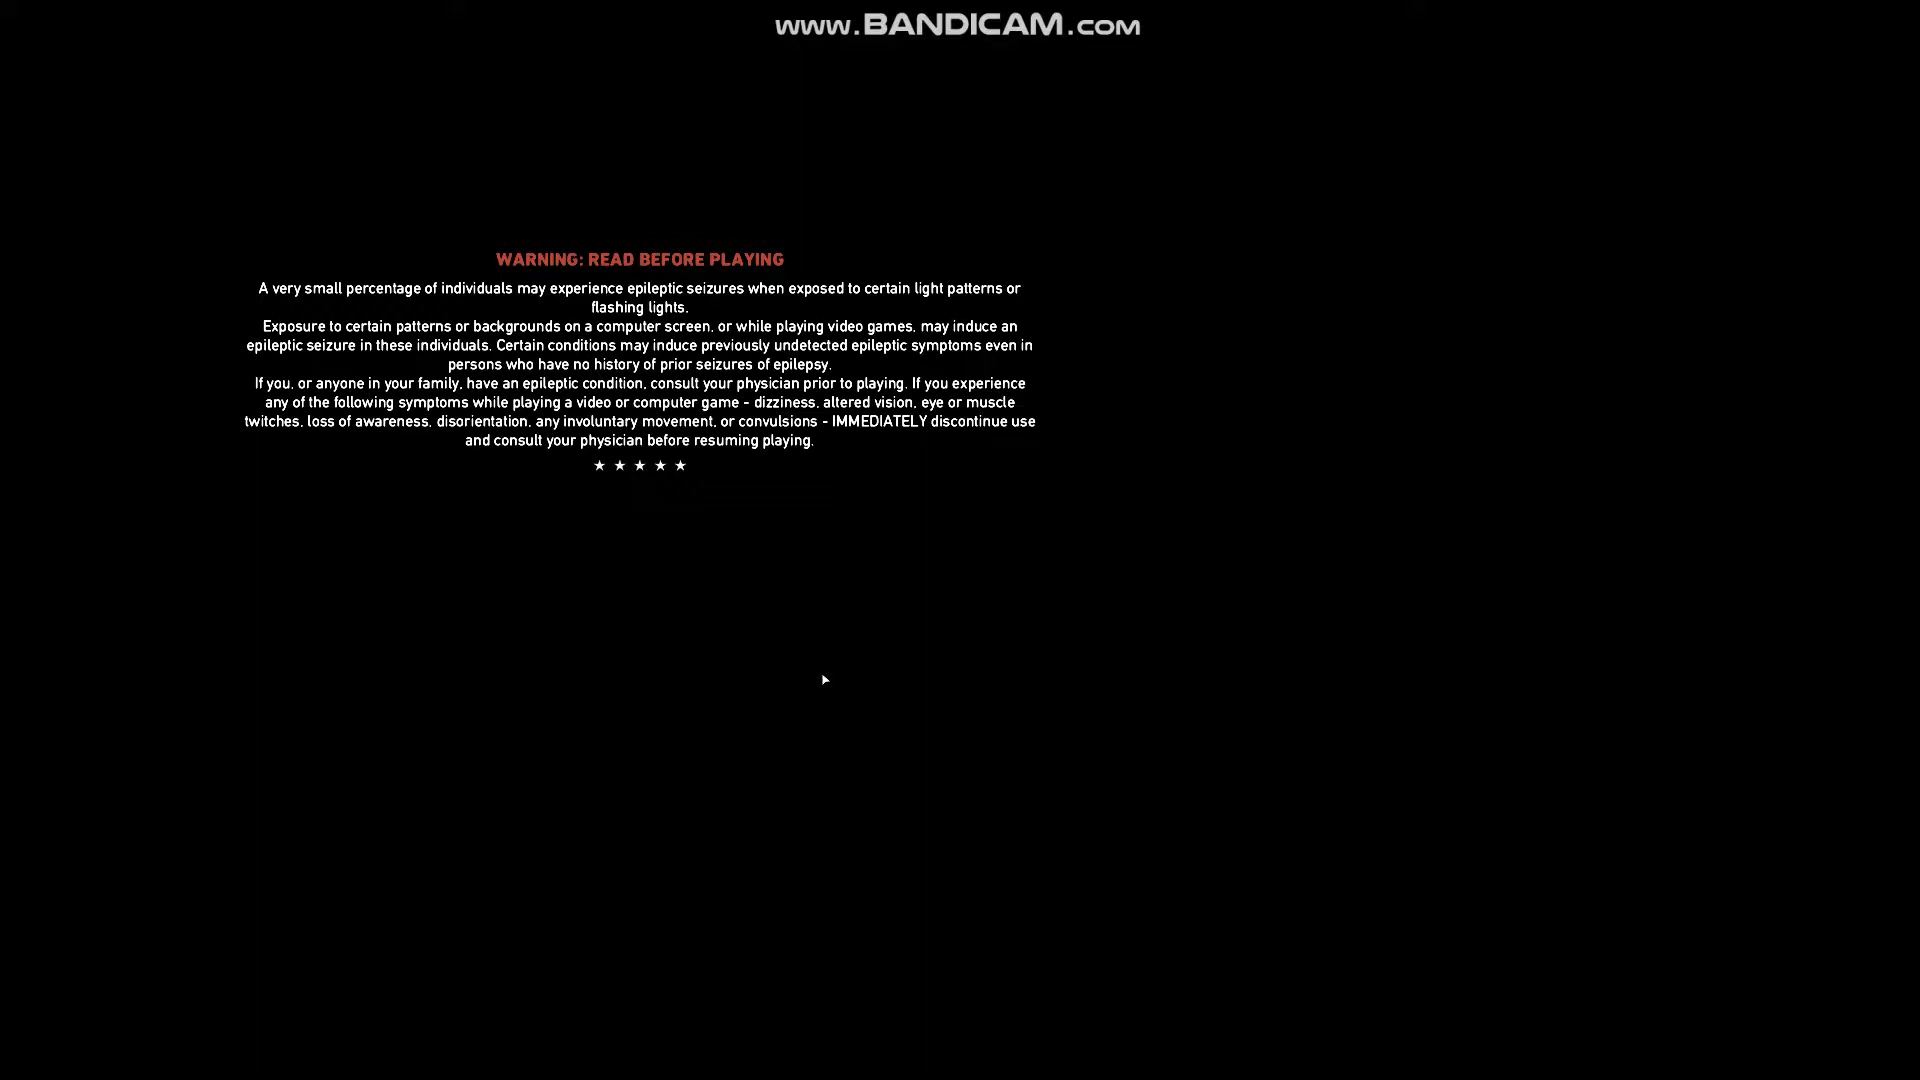 www.BANDICAM.com
WARNING: READ BEFORE PLAYING
A very small percentage of individuals may experience epileptic seizures when exposed to certain light patterns or
flashing lights.
Exposure to certain patterns or backgrounds on a computer screen, or while playing video games, may induce an
epileptic seizure in these individuals. Certain conditions may induce previously undetected epileptic symptoms even in
persons who have no history of prior seizures of epilepsy.
If you, or anyone in your family, have an epileptic condition, consult your physician prior to playing. If you experience
any of the following symptoms while playing a video or computer game - dizziness, altered vision, eye or muscle
twitches, loss of awareness, disorientation, any involuntary movement, or convulsions - IMMEDIATELY discontinue use
and consult your physician before resuming playing.
★ ★ ★ ★ ★